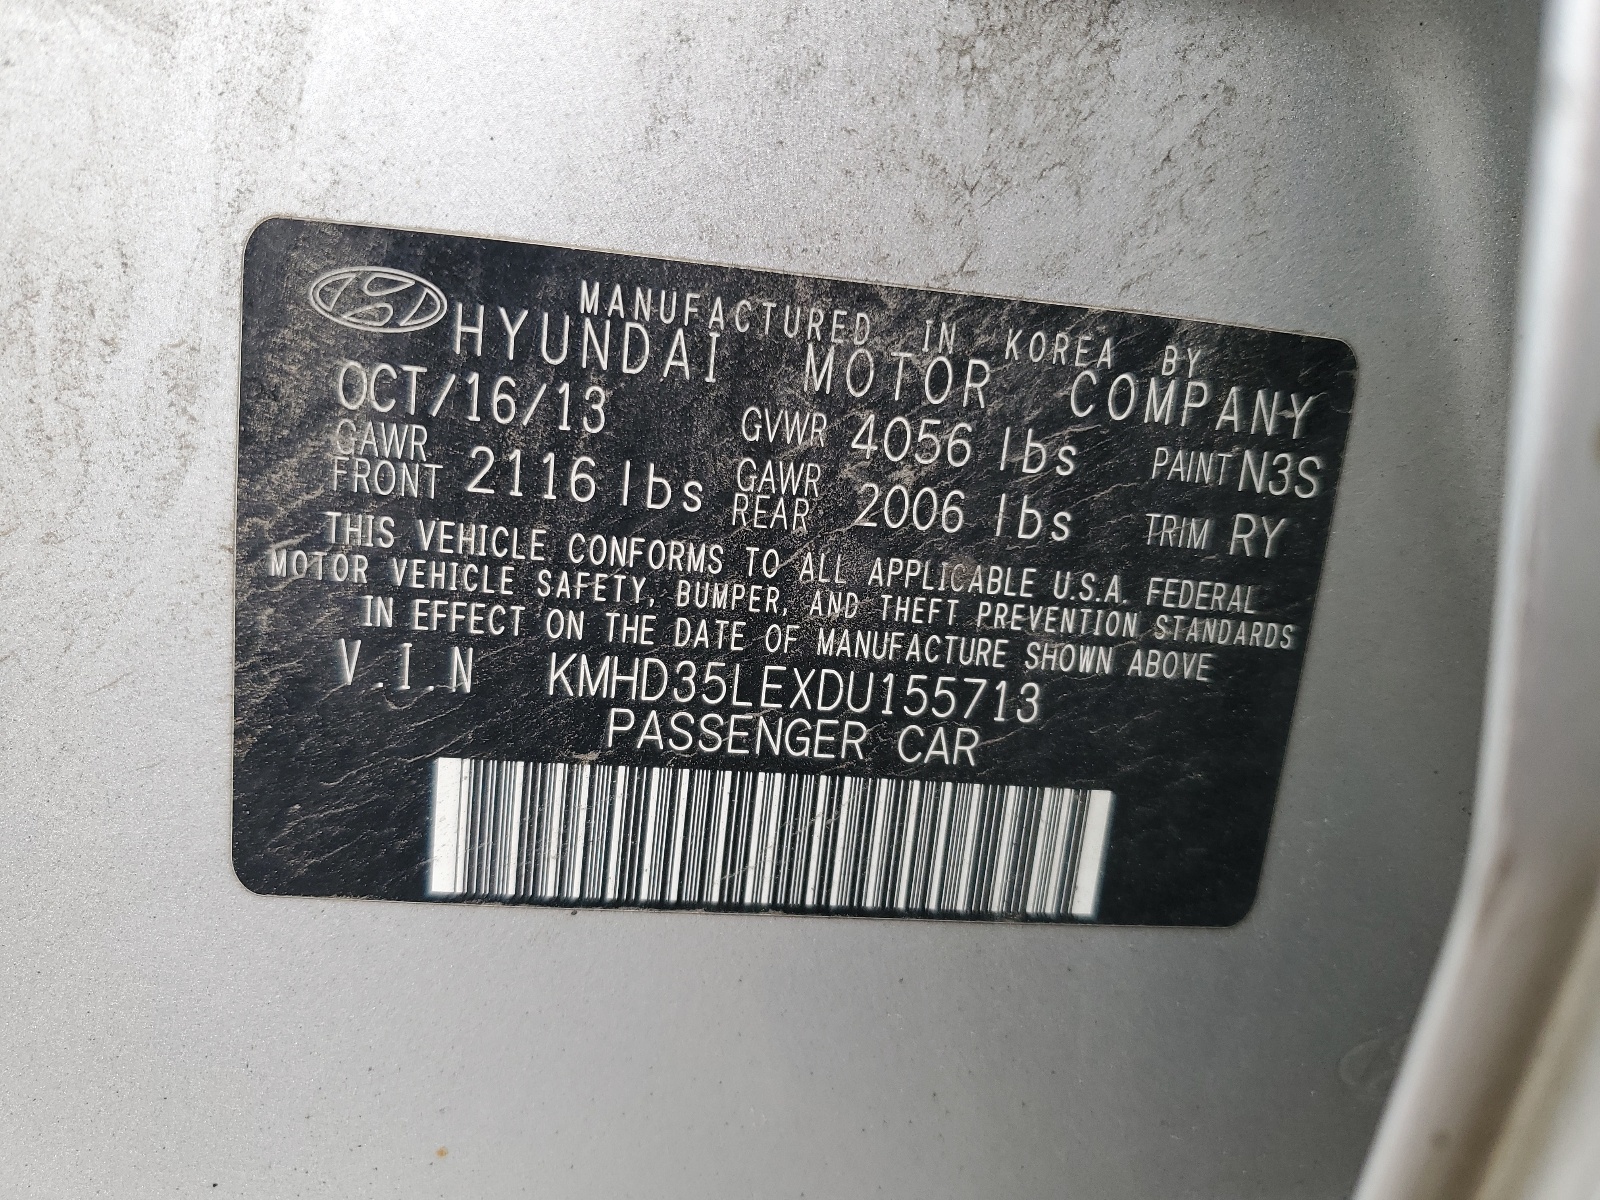 MANUFACTURED IN KOREA BY
HYUNDAI MOTOR COMPANY
OCT/16/13 GVWR 4056 lbs PAINT N3S
GAWR FRONT 2116 lbs GAWR REAR 2006 lbs TRIM RY
THIS VEHICLE CONFORMS TO ALL APPLICABLE U.S.A. FEDERAL
MOTOR VEHICLE SAFETY, BUMPER, AND THEFT PREVENTION STANDARDS
IN EFFECT ON THE DATE OF MANUFACTURE SHOWN ABOVE
V.I.N KMHD35LEXDU155713
PASSENGER CAR